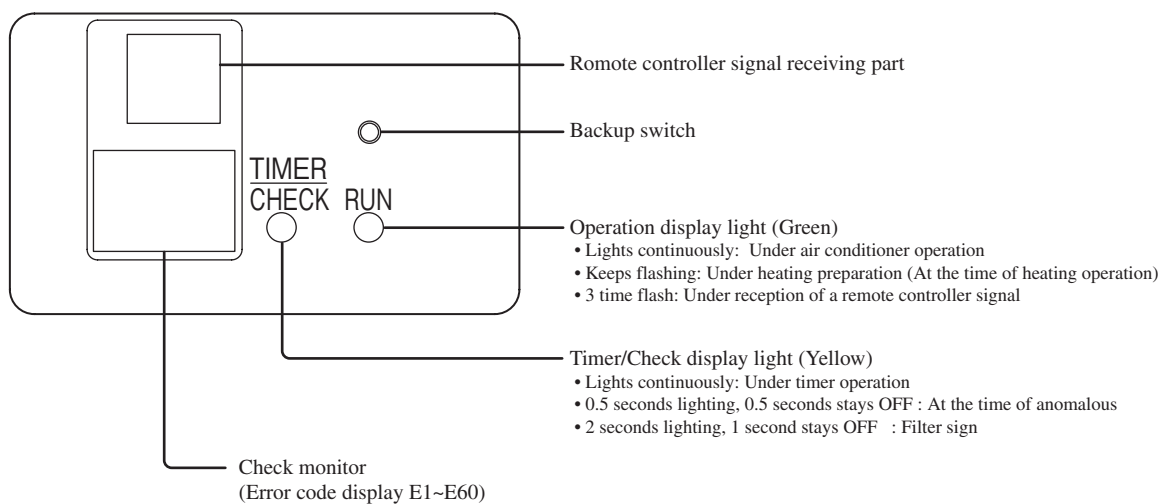 Romote controller signal receiving part
Backup switch
TIMER
CHECK RUN
Operation display light (Green)
• Lights continuously: Under air conditioner operation
• Keeps flashing: Under heating preparation (At the time of heating operation)
• 3 time flash: Under reception of a remote controller signal
Timer/Check display light (Yellow)
• Lights continuously: Under timer operation
• 0.5 seconds lighting, 0.5 seconds stays OFF : At the time of anomalous
• 2 seconds lighting, 1 second stays OFF : Filter sign
Check monitor
(Error code display E1~E60)